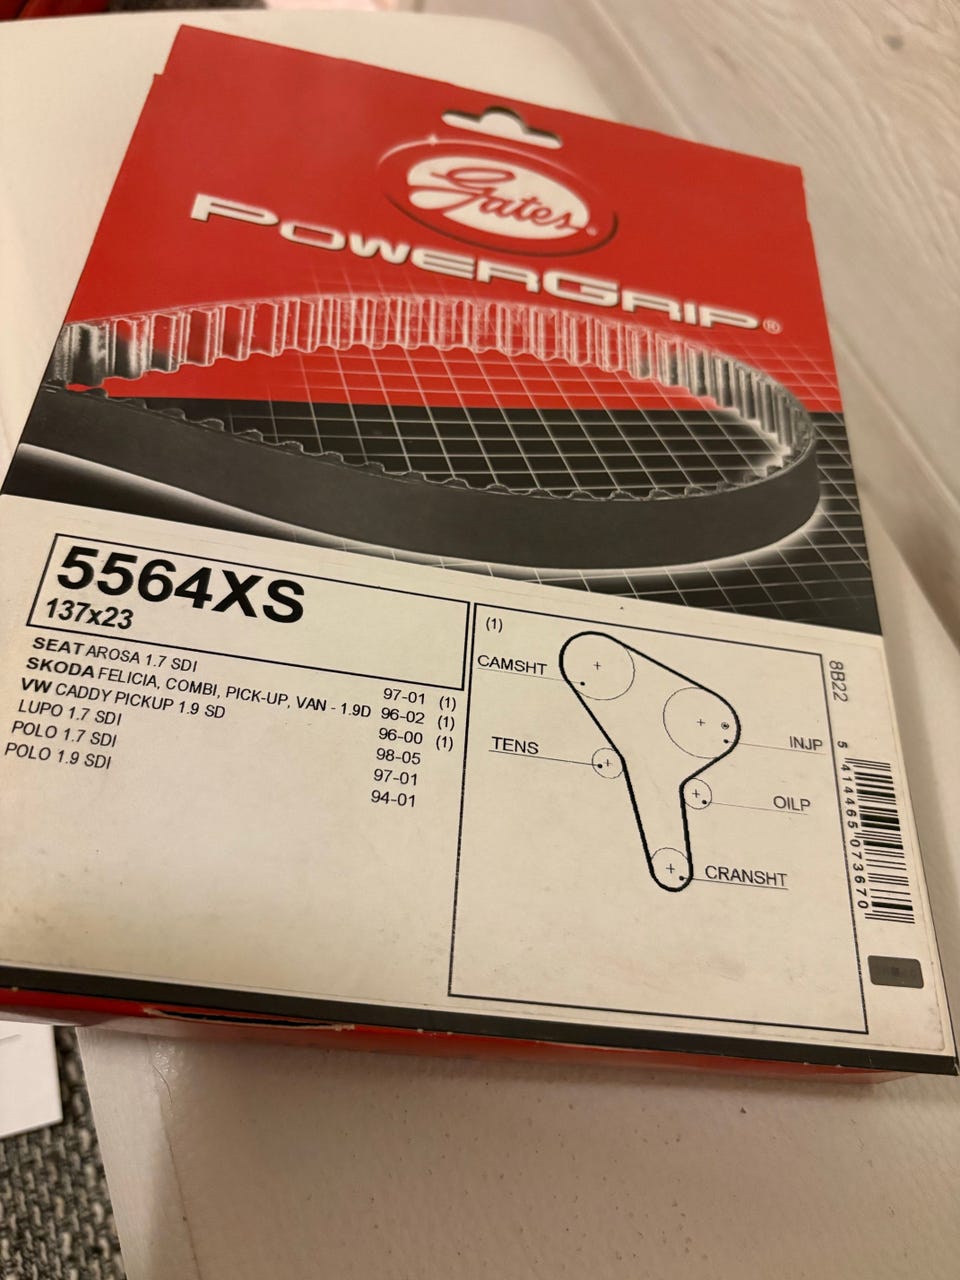 Gates®
POWERGRIP®
5564XS
137x23
SEAT AROSA 1.7 SDI 97-01 (1)
SKODA FELICIA, COMBI, PICK-UP, VAN - 1.9D 96-02 (1)
VW CADDY PICKUP 1.9 SD 96-00 (1)
LUPO 1.7 SDI 98-05
POLO 1.7 SDI 97-01
POLO 1.9 SDI 94-01
(1)
CAMSHT
TENS
INJP
OILP
CRANSHT
8B22
5 414465 073670